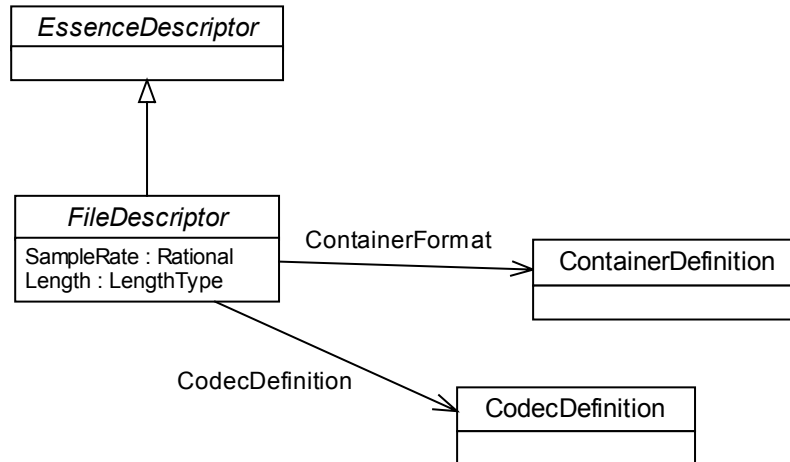 EssenceDescriptor
FileDescriptor
SampleRate : Rational
Length : LengthType
ContainerFormat
ContainerDefinition
CodecDefinition
CodecDefinition